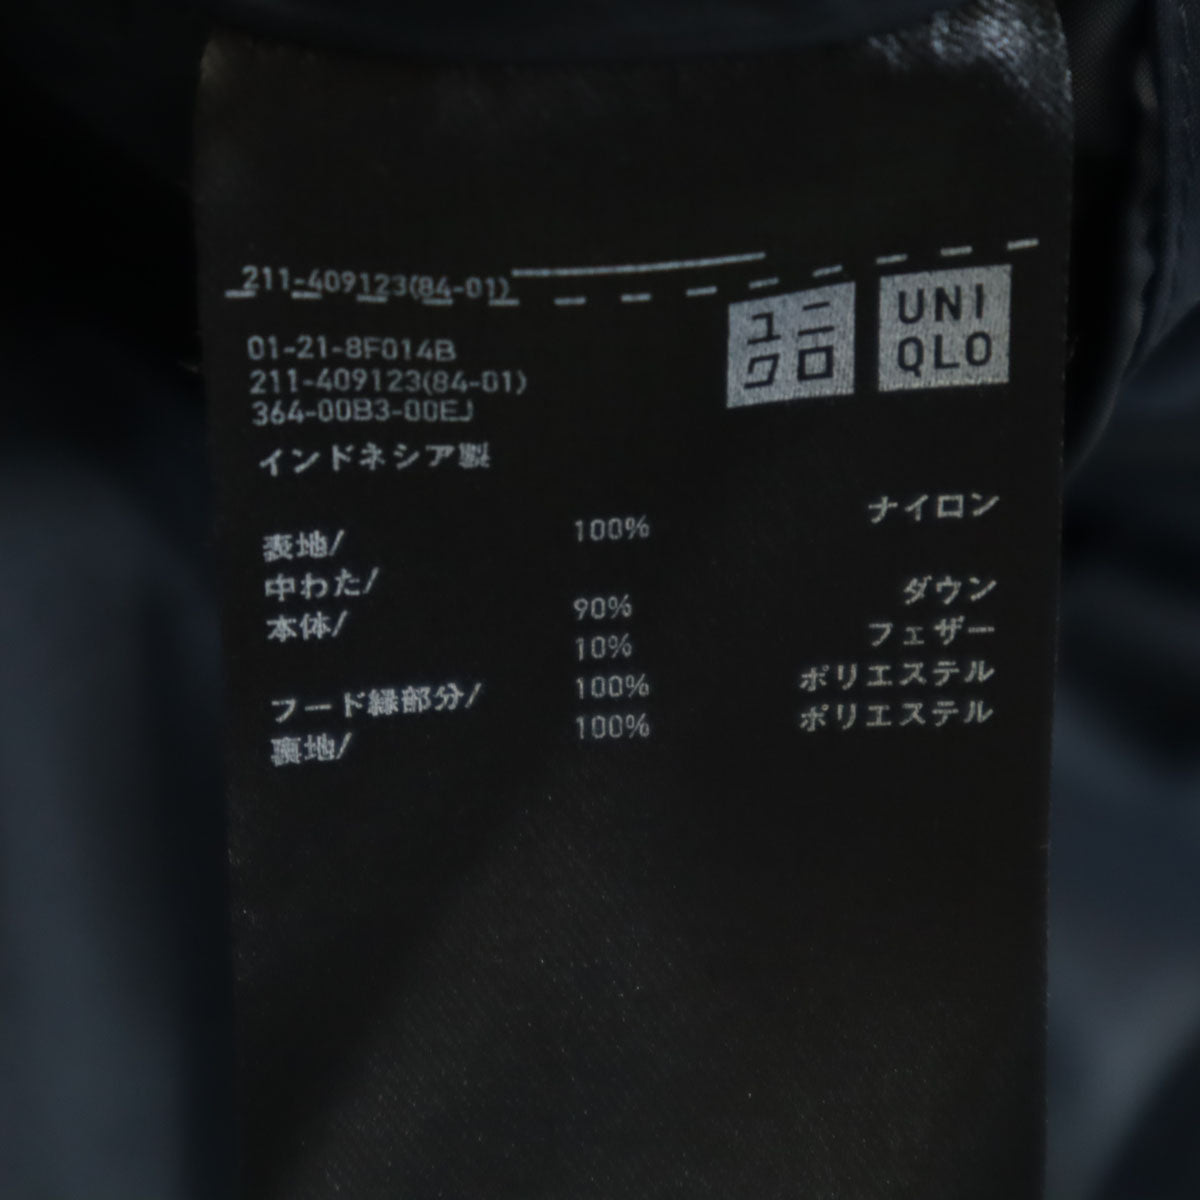 211-409123(84-01)
ユニ
クロ
UNI
QLO
01-21-8F014B
211-409123(84-01)
364-00B3-00EJ
インドネシア製
表地/ 100% ナイロン
中わた/
本体/ 90% ダウン
10% フェザー
フード縁部分/ 100% ポリエステル
裏地/ 100% ポリエステル